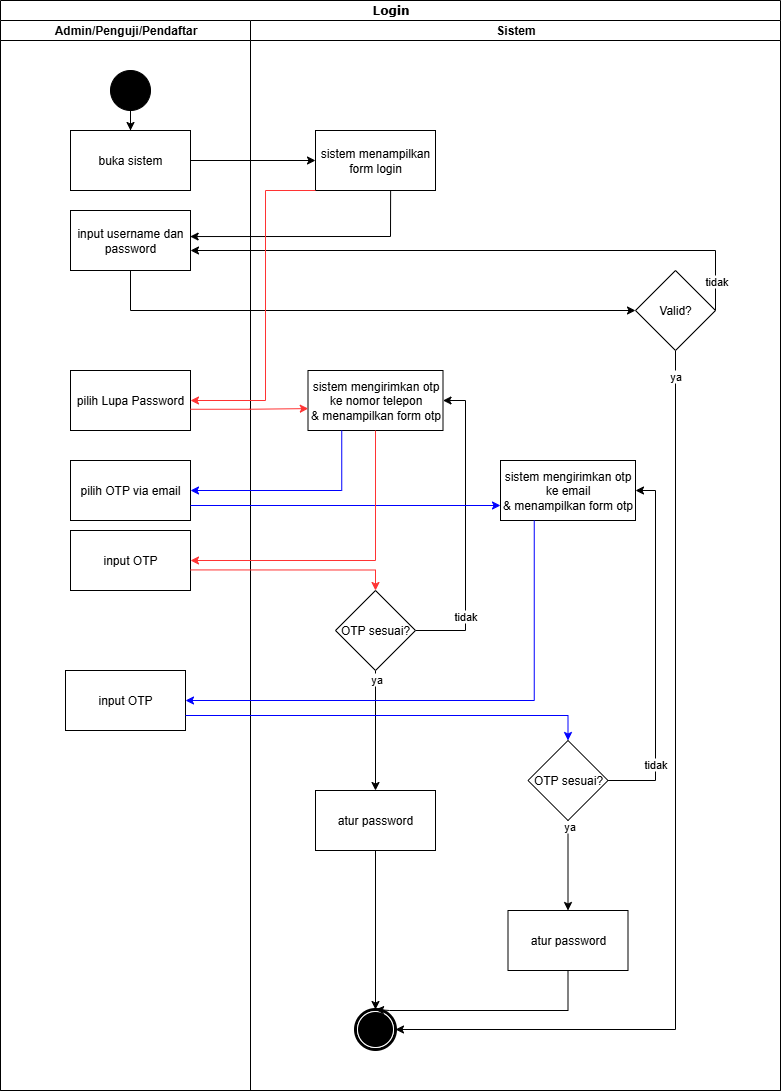 Login
Admin/Penguji/Pendaftar
Sistem
buka sistem
sistem menampilkan
form login
input username dan
password
tidak
Valid?
ya
pilih Lupa Password
sistem mengirimkan otp
ke nomor telepon
& menampilkan form otp
pilih OTP via email
sistem mengirimkan otp
ke email
& menampilkan form otp
input OTP
tidak
OTP sesuai?
ya
input OTP
tidak
OTP sesuai?
ya
atur password
atur password